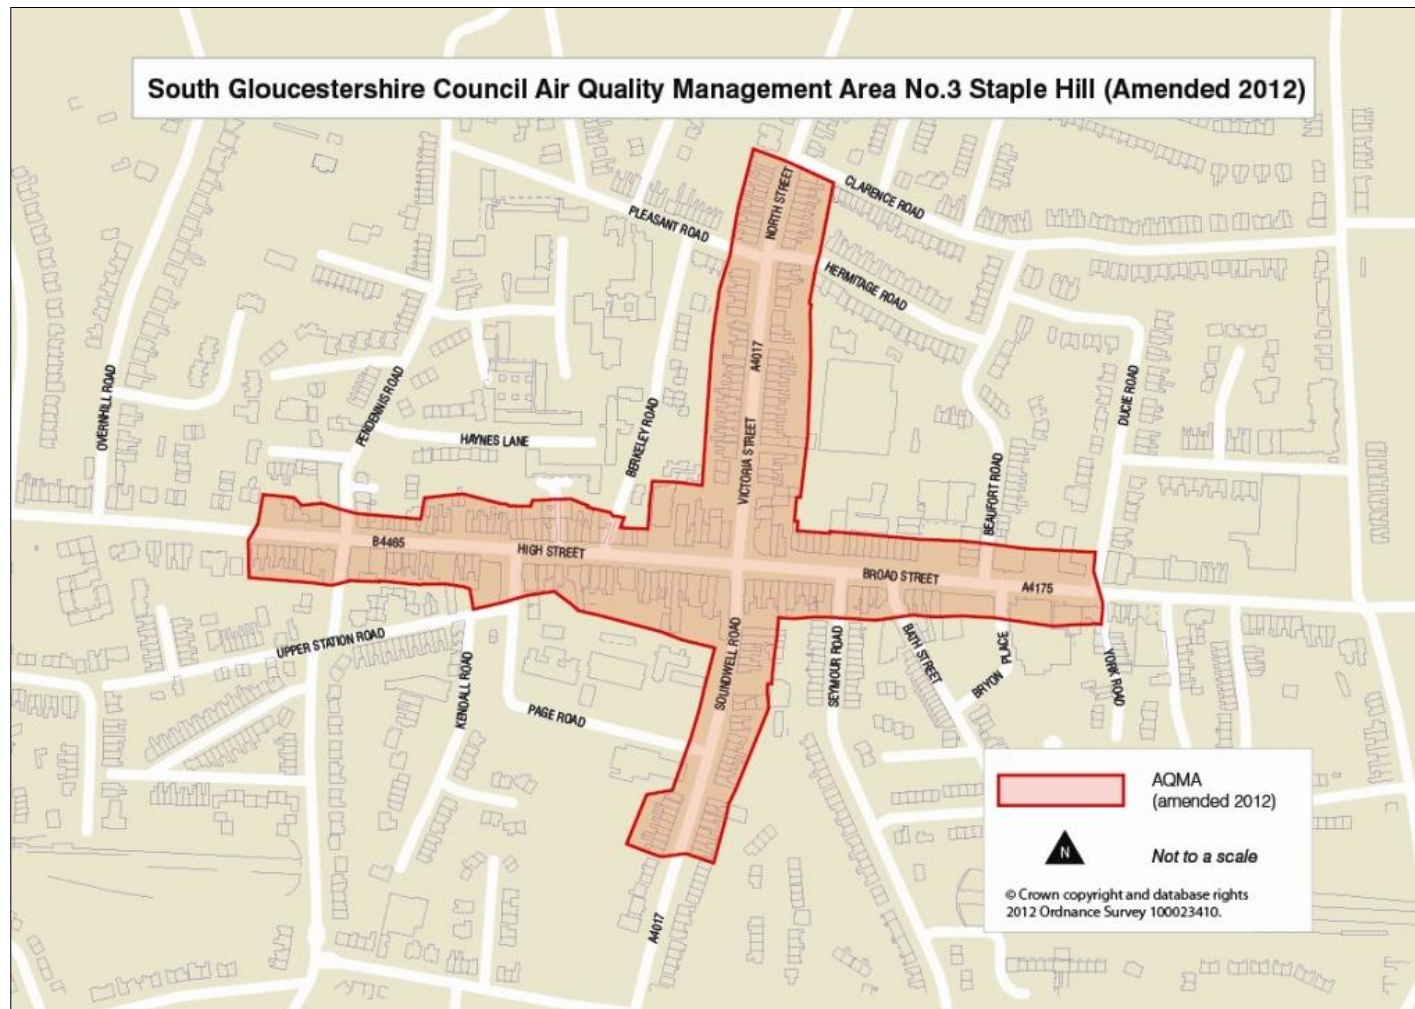 South Gloucestershire Council Air Quality Management Area No.3 Staple Hill (Amended 2012)
CLARENCE ROAD
NORTH STREET
PLEASANT ROAD
HERMITAGE ROAD
A4017
OVERNHILL ROAD
PENDENNIS ROAD
DUCIE ROAD
HAYNES LANE
BERKELEY ROAD
VICTORIA STREET
BEAUFORT ROAD
B4465
HIGH STREET
BROAD STREET
A4175
UPPER STATION ROAD
KENDALL ROAD
SOUNDWELL ROAD
SEYMOUR ROAD
BATH STREET
BRYON PLACE
YORK ROAD
PAGE ROAD
A4017
AQMA
(amended 2012)
N
Not to a scale
© Crown copyright and database rights
2012 Ordnance Survey 100023410.